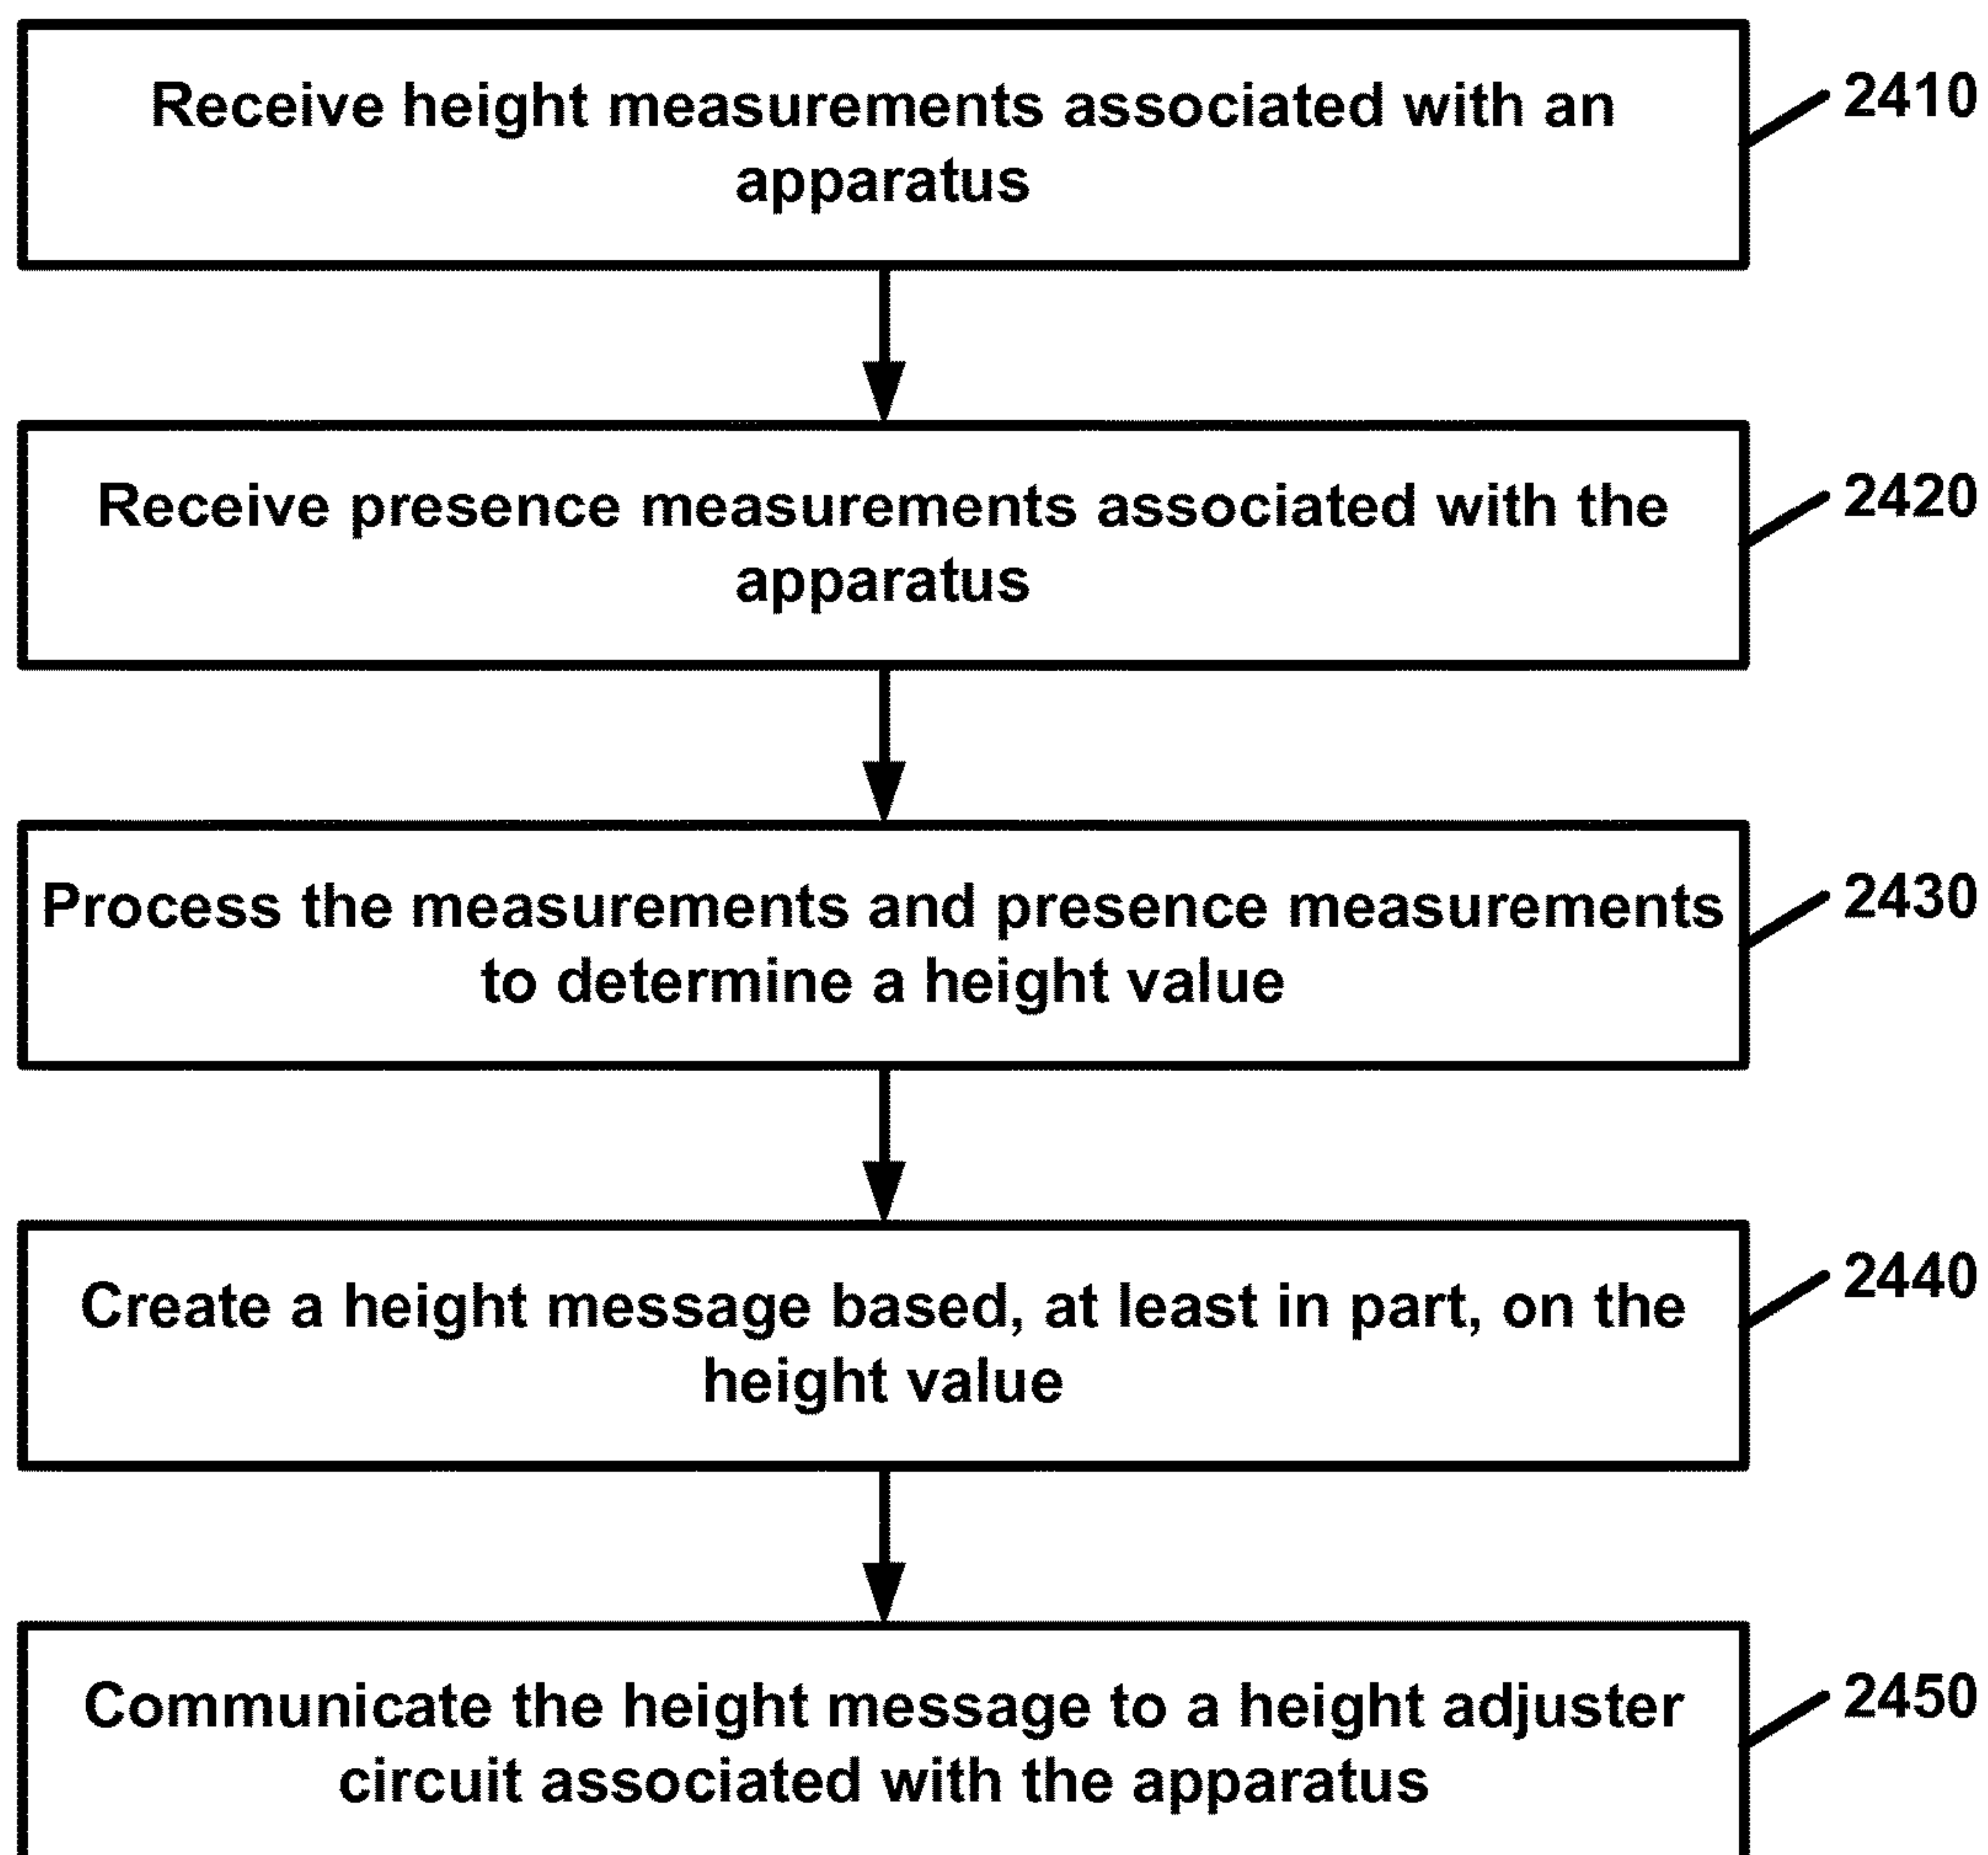 Receive height measurements associated with an
apparatus
2410
Receive presence measurements associated with the
apparatus
2420
Process the measurements and presence measurements
to determine a height value
2430
Create a height message based, at least in part, on the
height value
2440
Communicate the height message to a height adjuster
circuit associated with the apparatus
2450